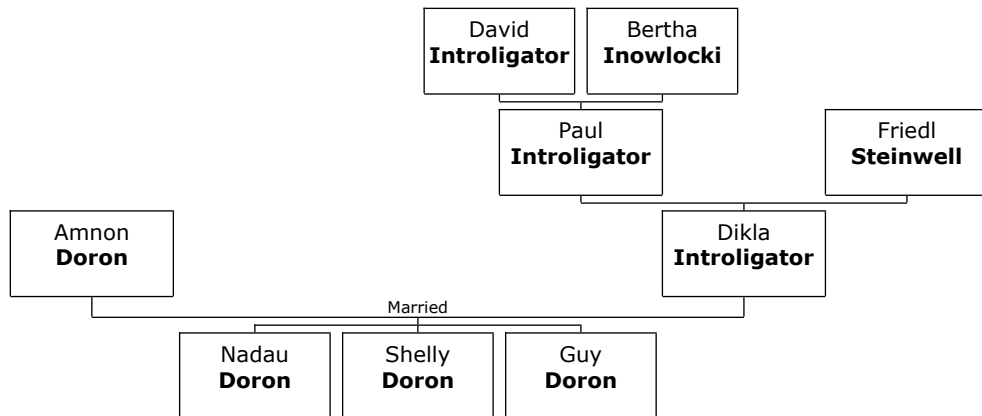 David
Introligator
Bertha
Inowlocki
Paul
Introligator
Friedl
Steinwell
Amnon
Doron
Dikla
Introligator
Married
Nadau
Doron
Shelly
Doron
Guy
Doron